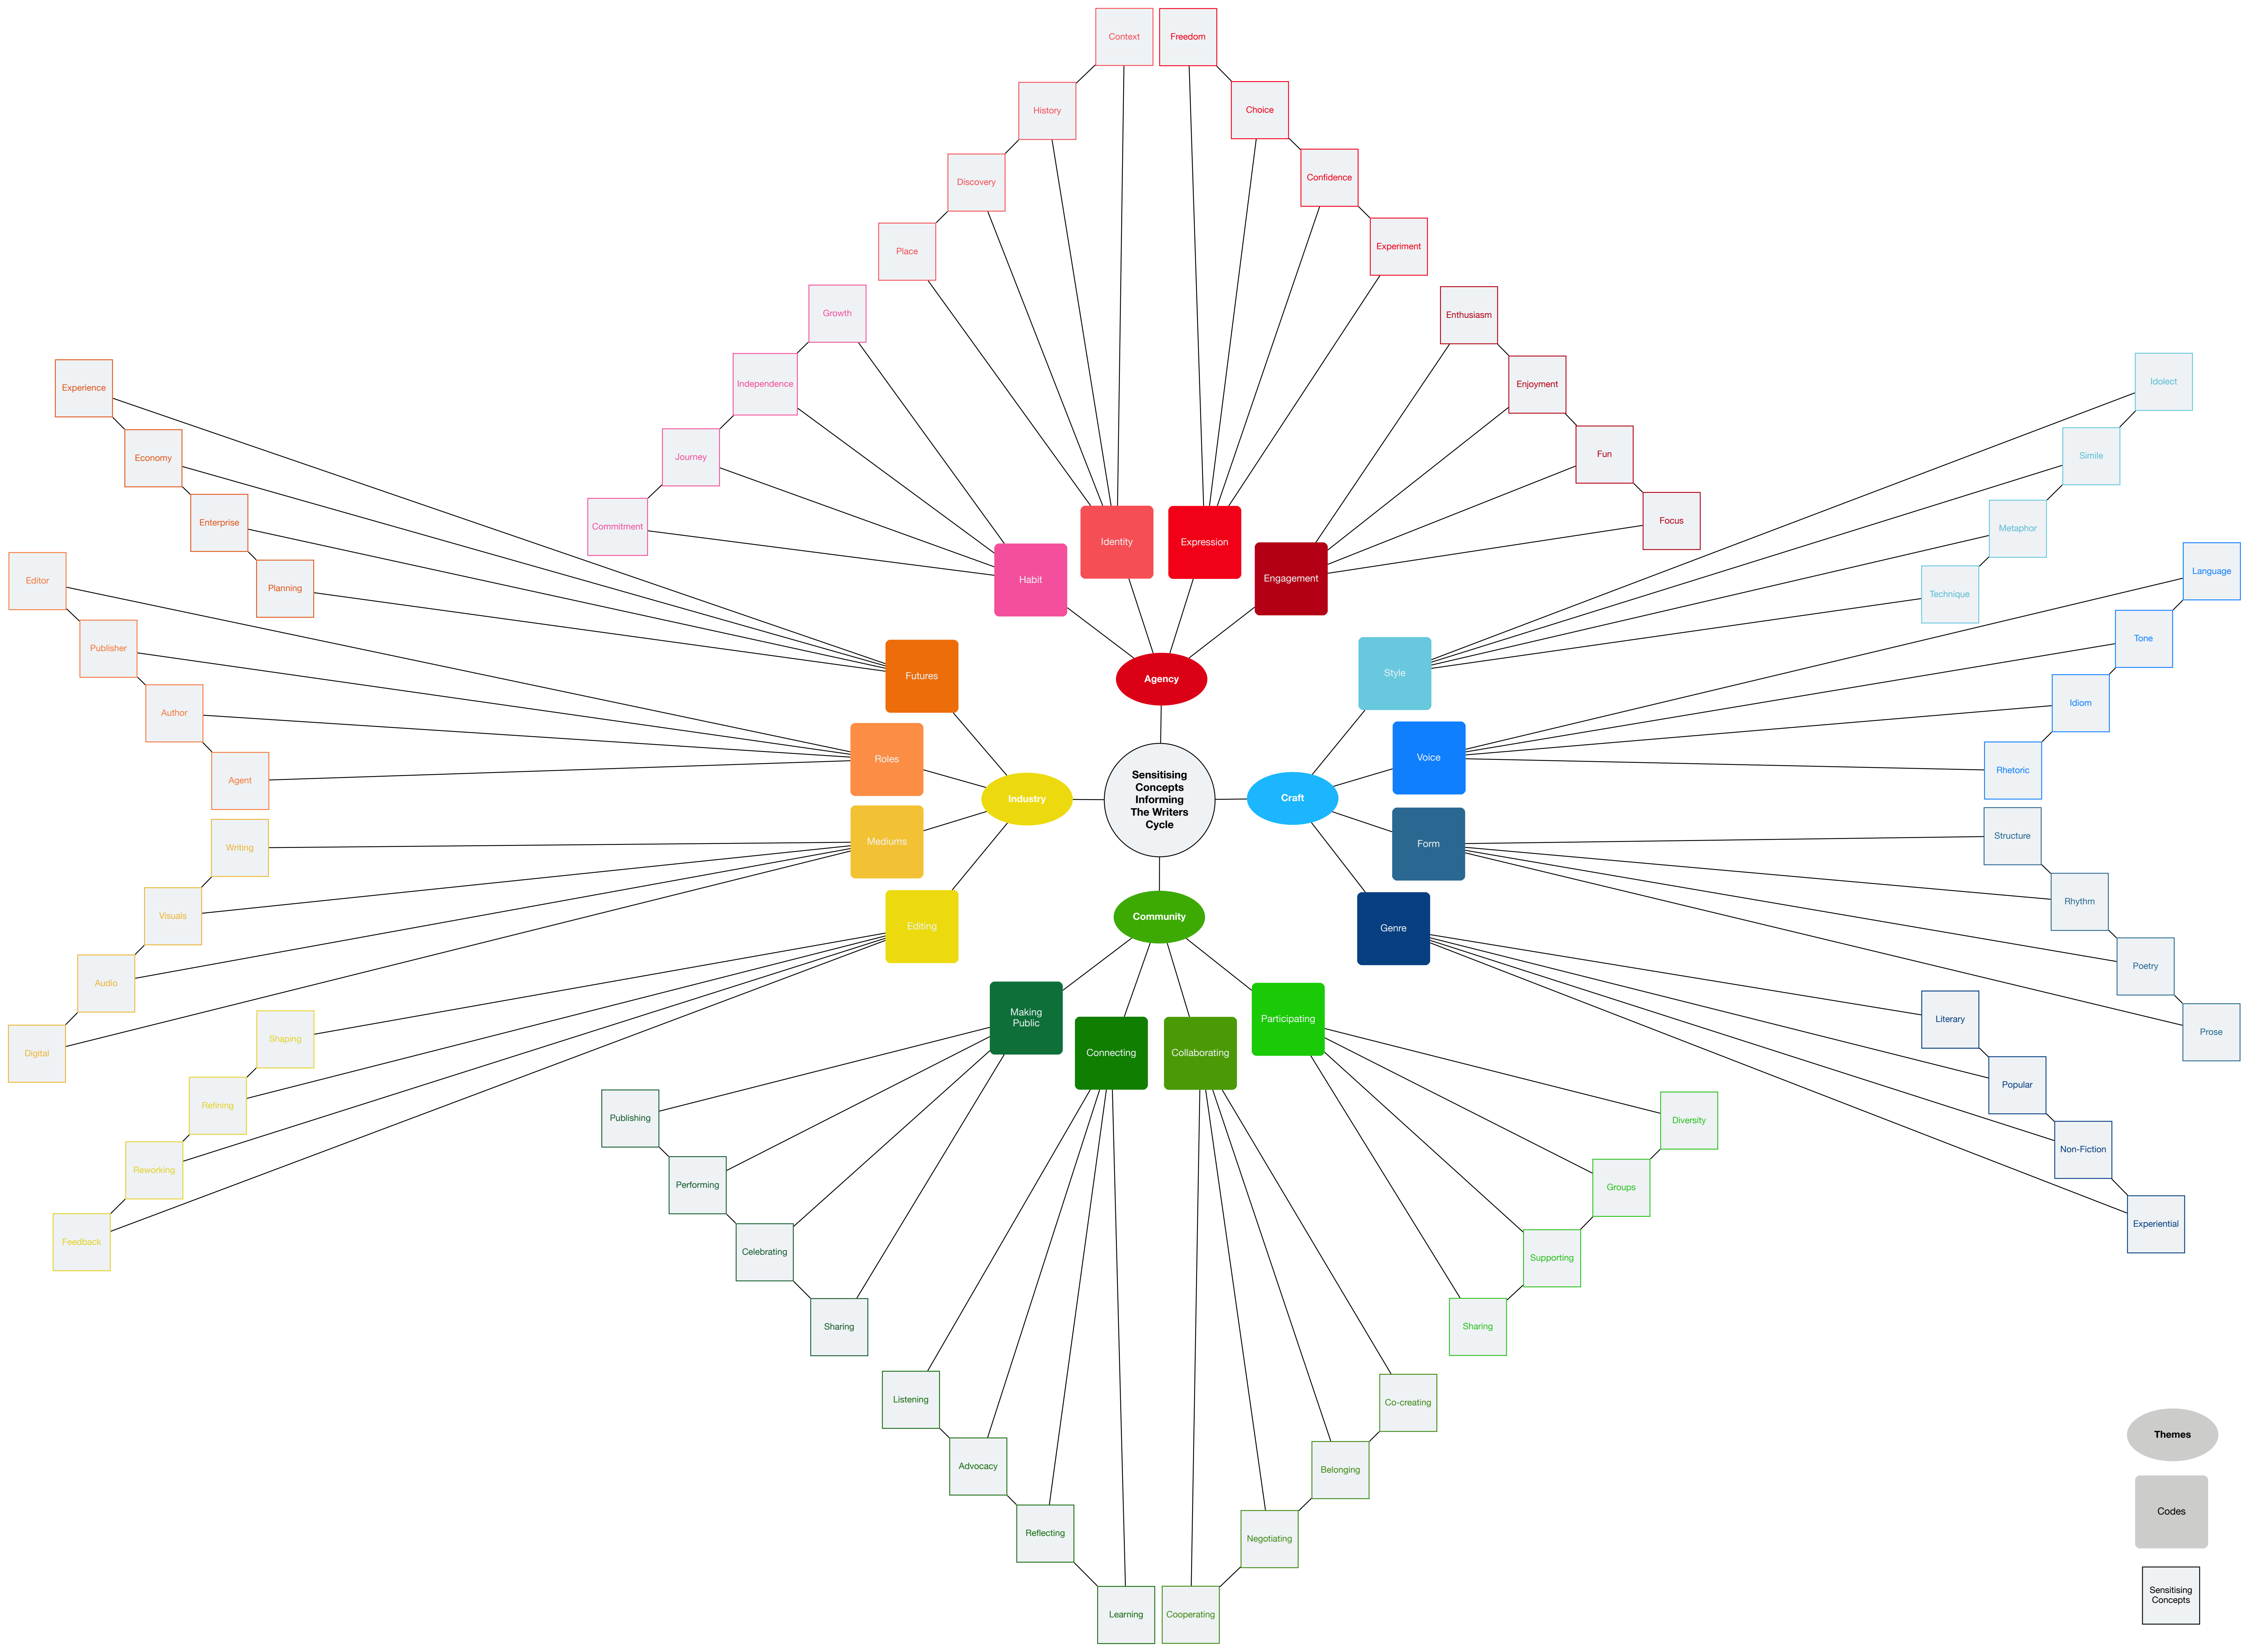 Context
Freedom
History
Choice
Discovery
Confidence
Place
Experiment
Growth
Enthusiasm
Independence
Enjoyment
Journey
Fun
Commitment
Focus
Experience
Economy
Enterprise
Planning
Idolect
Simile
Metaphor
Technique
Editor
Publisher
Author
Agent
Language
Tone
Idiom
Rhetoric
Habit
Identity
Expression
Engagement
Futures
Agency
Style
Roles
Voice
Industry
Sensitising
Concepts
Informing
The Writers
Cycle
Craft
Mediums
Form
Editing
Community
Genre
Writing
Visuals
Audio
Digital
Structure
Rhythm
Poetry
Prose
Making
Public
Connecting
Collaborating
Participating
Shaping
Refining
Reworking
Feedback
Literary
Popular
Non-Fiction
Experiential
Publishing
Performing
Celebrating
Sharing
Diversity
Groups
Supporting
Sharing
Listening
Advocacy
Reflecting
Learning
Co-creating
Belonging
Negotiating
Cooperating
Themes
Codes
Sensitising
Concepts